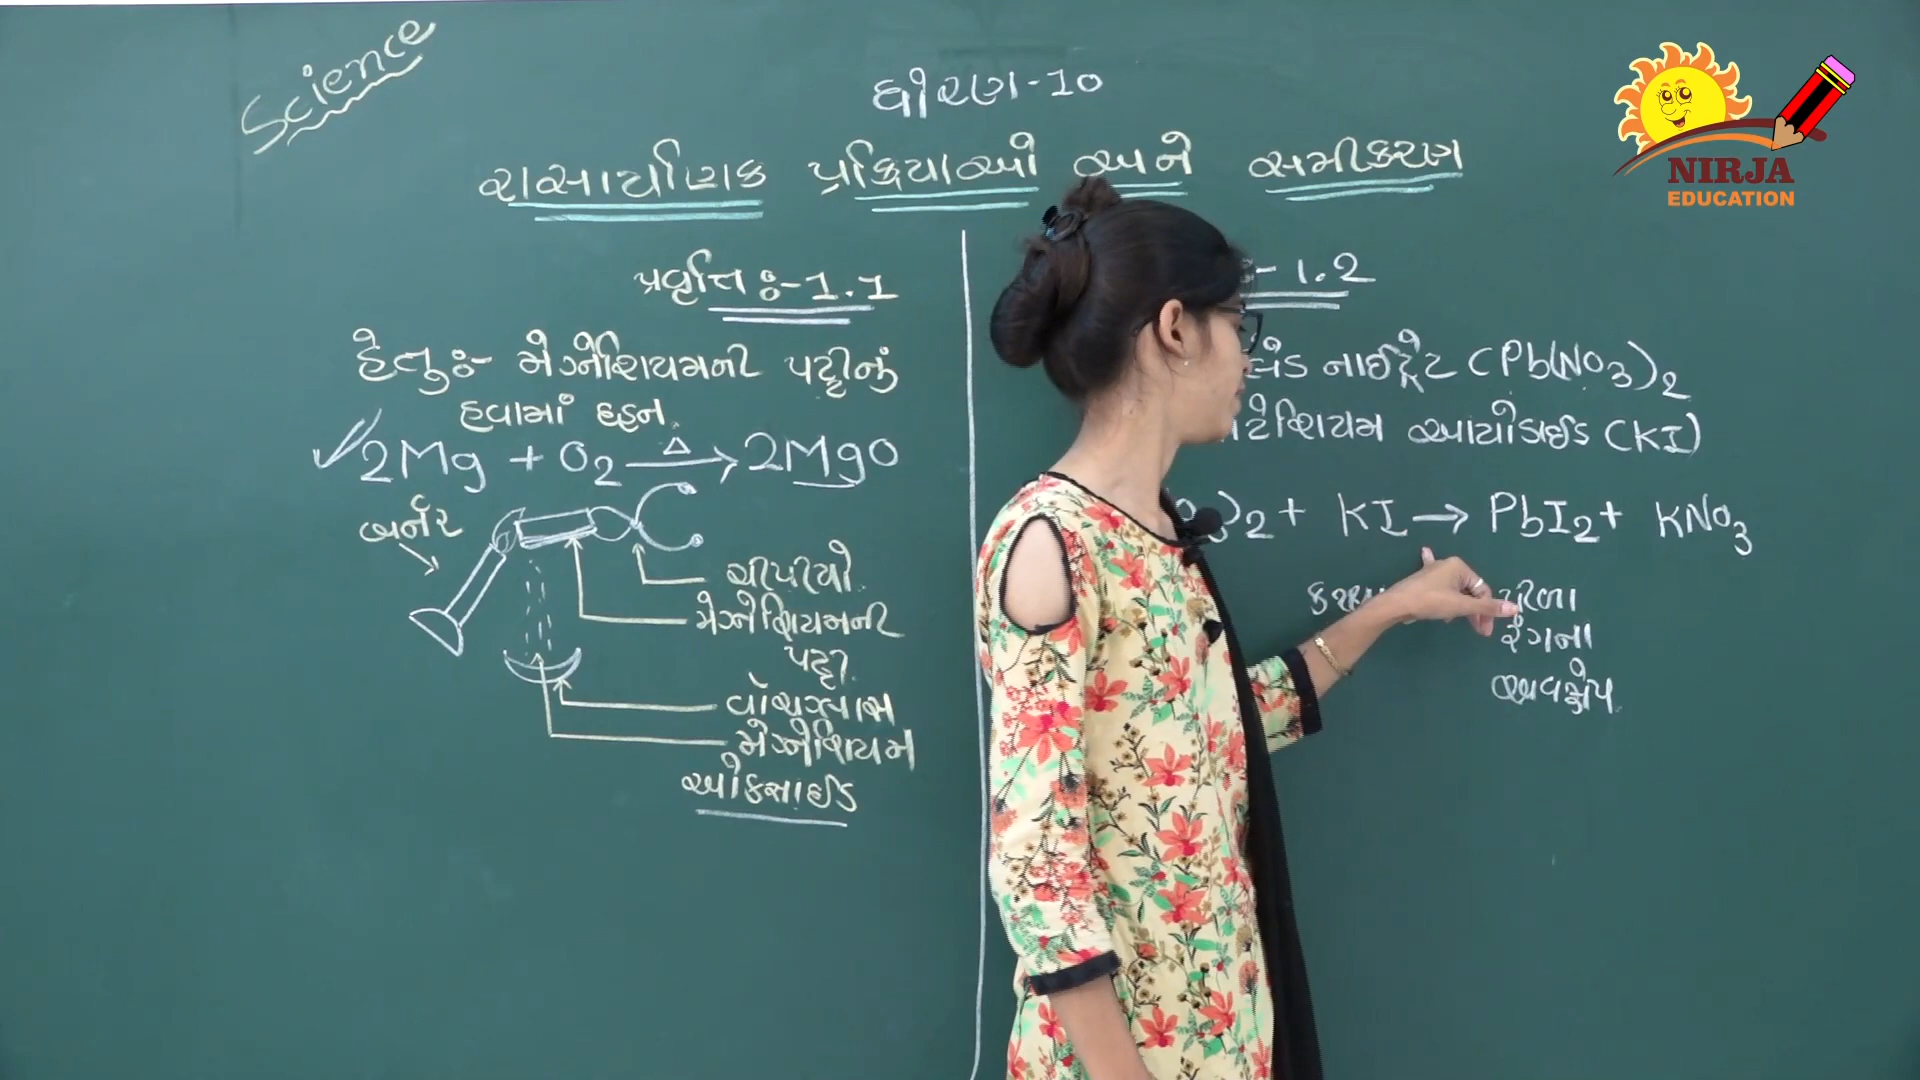 Science
ધોરણ-10
રાસાયણિક પ્રક્રિયાઓ અને સમીકરણ
પ્રવૃત્તિ :- 1.1
હેતુ :- મેગ્નેશિયમની પટ્ટીનું
હવામાં દહન.
2Mg + O2 △→ 2MgO
બર્નર
ચીપીયો.
મેગ્નેશિયમની
પટ્ટી.
વૉચગ્લાસ
મેગ્નેશિયમ
ઓકસાઈડ
- 1.2
નાઈટ્રેટ (Pb(NO3)2
આયોડાઈડ (KI)
)2 + KI → PbI2 + KNO3
રંગના
અવક્ષેપ.
NIRJA
EDUCATION